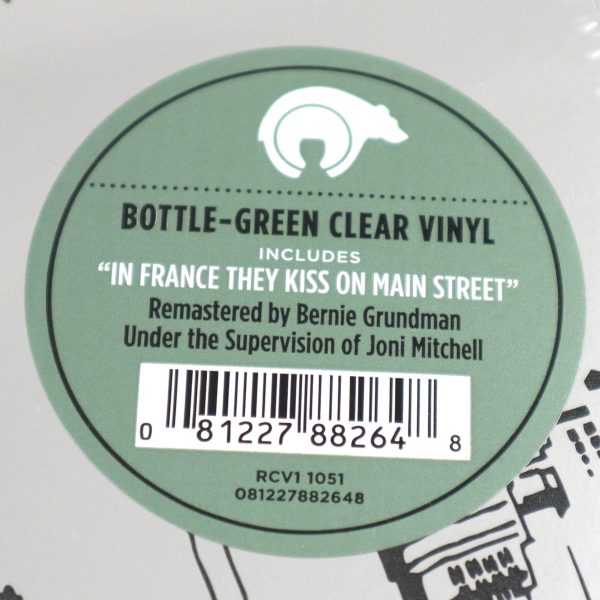 BOTTLE-GREEN CLEAR VINYL
INCLUDES
“IN FRANCE THEY KISS ON MAIN STREET”
Remastered by Bernie Grundman
Under the Supervision of Joni Mitchell
0 81227 88264 8
RCV1 1051
081227882648